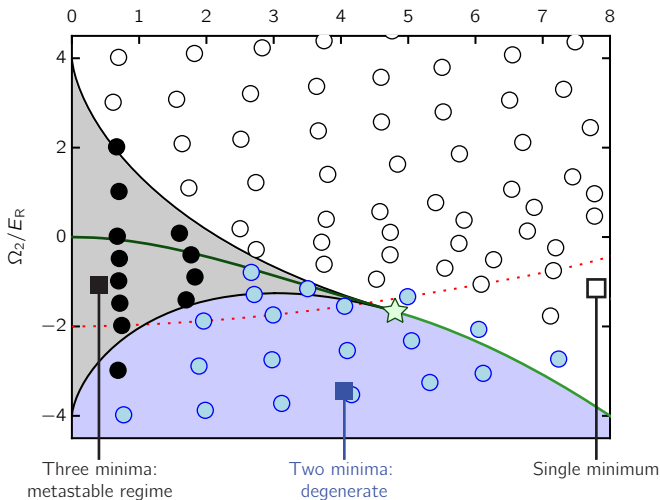 0 1 2 3 4 5 6 7 8
4
2
0
−2
−4
Ω₂/E_R
Three minima:
metastable regime
Two minima:
degenerate
Single minimum